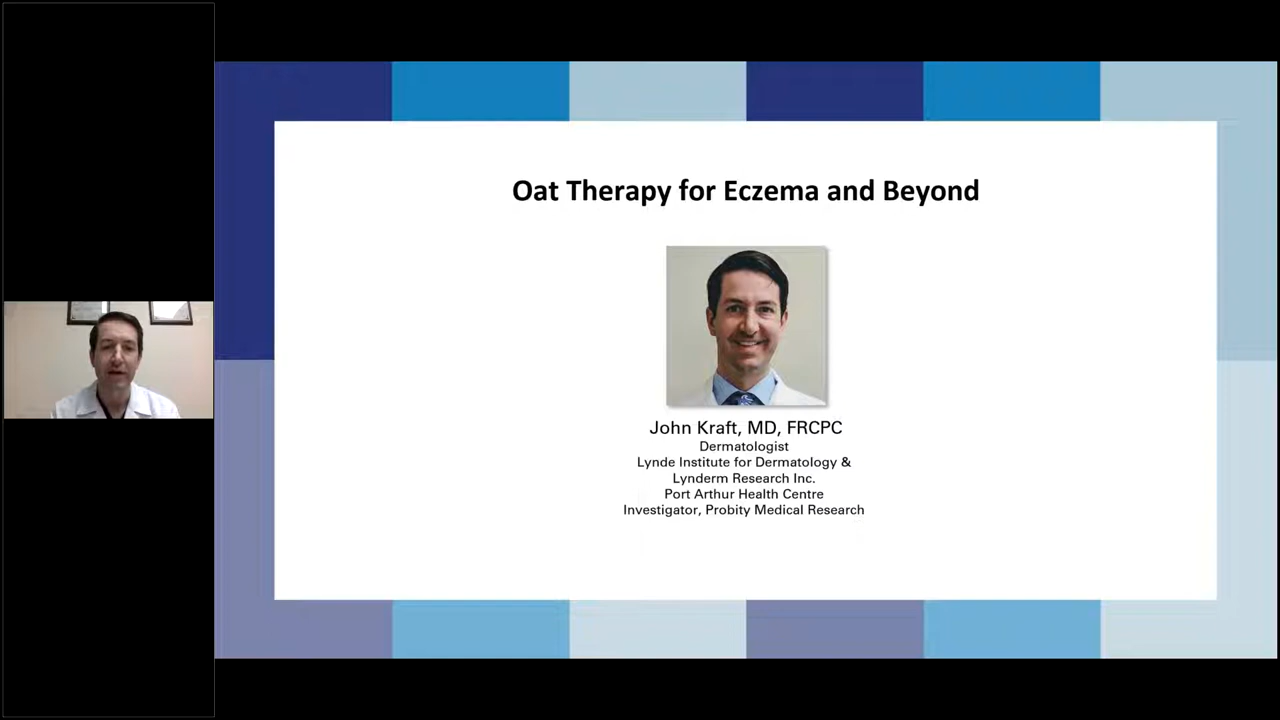 Oat Therapy for Eczema and Beyond
John Kraft, MD, FRCPC
Dermatologist
Lynde Institute for Dermatology &
Lynderm Research Inc.
Port Arthur Health Centre
Investigator, Probity Medical Research